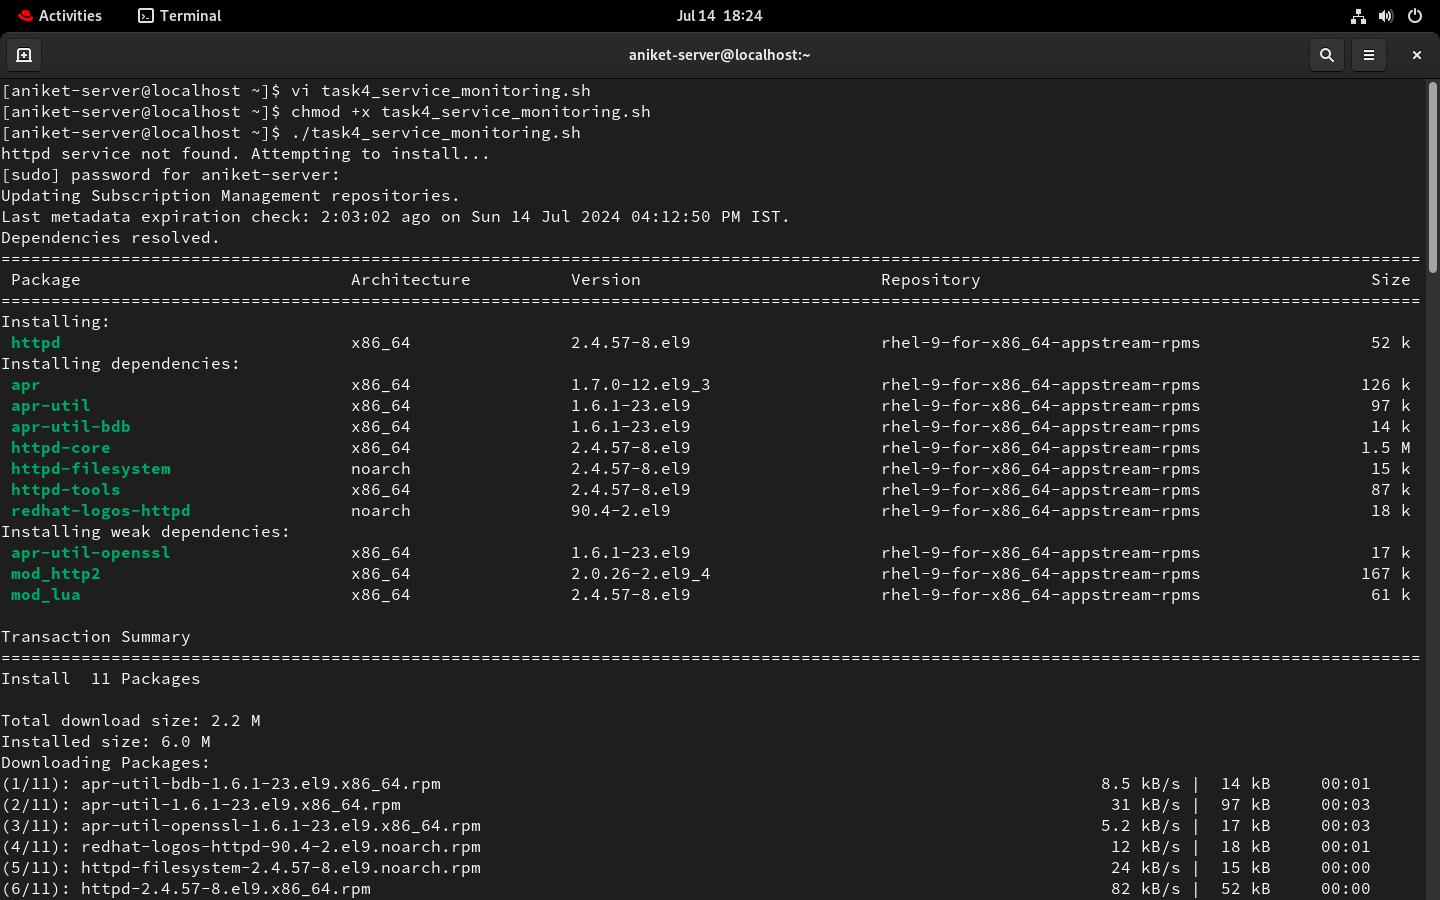 Activities Terminal Jul 14 18:24
aniket-server@localhost:~
[aniket-server@localhost ~]$ vi task4_service_monitoring.sh
[aniket-server@localhost ~]$ chmod +x task4_service_monitoring.sh
[aniket-server@localhost ~]$ ./task4_service_monitoring.sh
httpd service not found. Attempting to install...
[sudo] password for aniket-server:
Updating Subscription Management repositories.
Last metadata expiration check: 2:03:02 ago on Sun 14 Jul 2024 04:12:50 PM IST.
Dependencies resolved.
==============================================================================================================================================
 Package Architecture Version Repository Size
==============================================================================================================================================
Installing:
 httpd x86_64 2.4.57-8.el9 rhel-9-for-x86_64-appstream-rpms 52 k
Installing dependencies:
 apr x86_64 1.7.0-12.el9_3 rhel-9-for-x86_64-appstream-rpms 126 k
 apr-util x86_64 1.6.1-23.el9 rhel-9-for-x86_64-appstream-rpms 97 k
 apr-util-bdb x86_64 1.6.1-23.el9 rhel-9-for-x86_64-appstream-rpms 14 k
 httpd-core x86_64 2.4.57-8.el9 rhel-9-for-x86_64-appstream-rpms 1.5 M
 httpd-filesystem noarch 2.4.57-8.el9 rhel-9-for-x86_64-appstream-rpms 15 k
 httpd-tools x86_64 2.4.57-8.el9 rhel-9-for-x86_64-appstream-rpms 87 k
 redhat-logos-httpd noarch 90.4-2.el9 rhel-9-for-x86_64-appstream-rpms 18 k
Installing weak dependencies:
 apr-util-openssl x86_64 1.6.1-23.el9 rhel-9-for-x86_64-appstream-rpms 17 k
 mod_http2 x86_64 2.0.26-2.el9_4 rhel-9-for-x86_64-appstream-rpms 167 k
 mod_lua x86_64 2.4.57-8.el9 rhel-9-for-x86_64-appstream-rpms 61 k
Transaction Summary
==============================================================================================================================================
Install  11 Packages
Total download size: 2.2 M
Installed size: 6.0 M
Downloading Packages:
(1/11): apr-util-bdb-1.6.1-23.el9.x86_64.rpm 8.5 kB/s |  14 kB     00:01
(2/11): apr-util-1.6.1-23.el9.x86_64.rpm 31 kB/s |  97 kB     00:03
(3/11): apr-util-openssl-1.6.1-23.el9.x86_64.rpm 5.2 kB/s |  17 kB     00:03
(4/11): redhat-logos-httpd-90.4-2.el9.noarch.rpm 12 kB/s |  18 kB     00:01
(5/11): httpd-filesystem-2.4.57-8.el9.noarch.rpm 24 kB/s |  15 kB     00:00
(6/11): httpd-2.4.57-8.el9.x86_64.rpm 82 kB/s |  52 kB     00:00